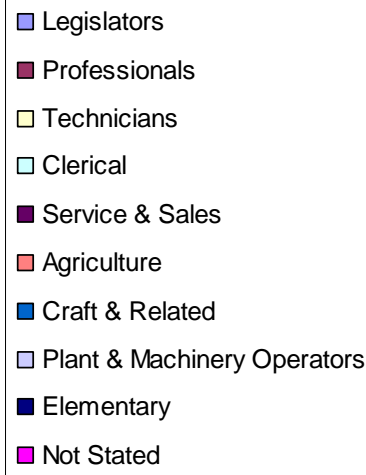 Legislators
Professionals
Technicians
Clerical
Service & Sales
Agriculture
Craft & Related
Plant & Machinery Operators
Elementary
Not Stated